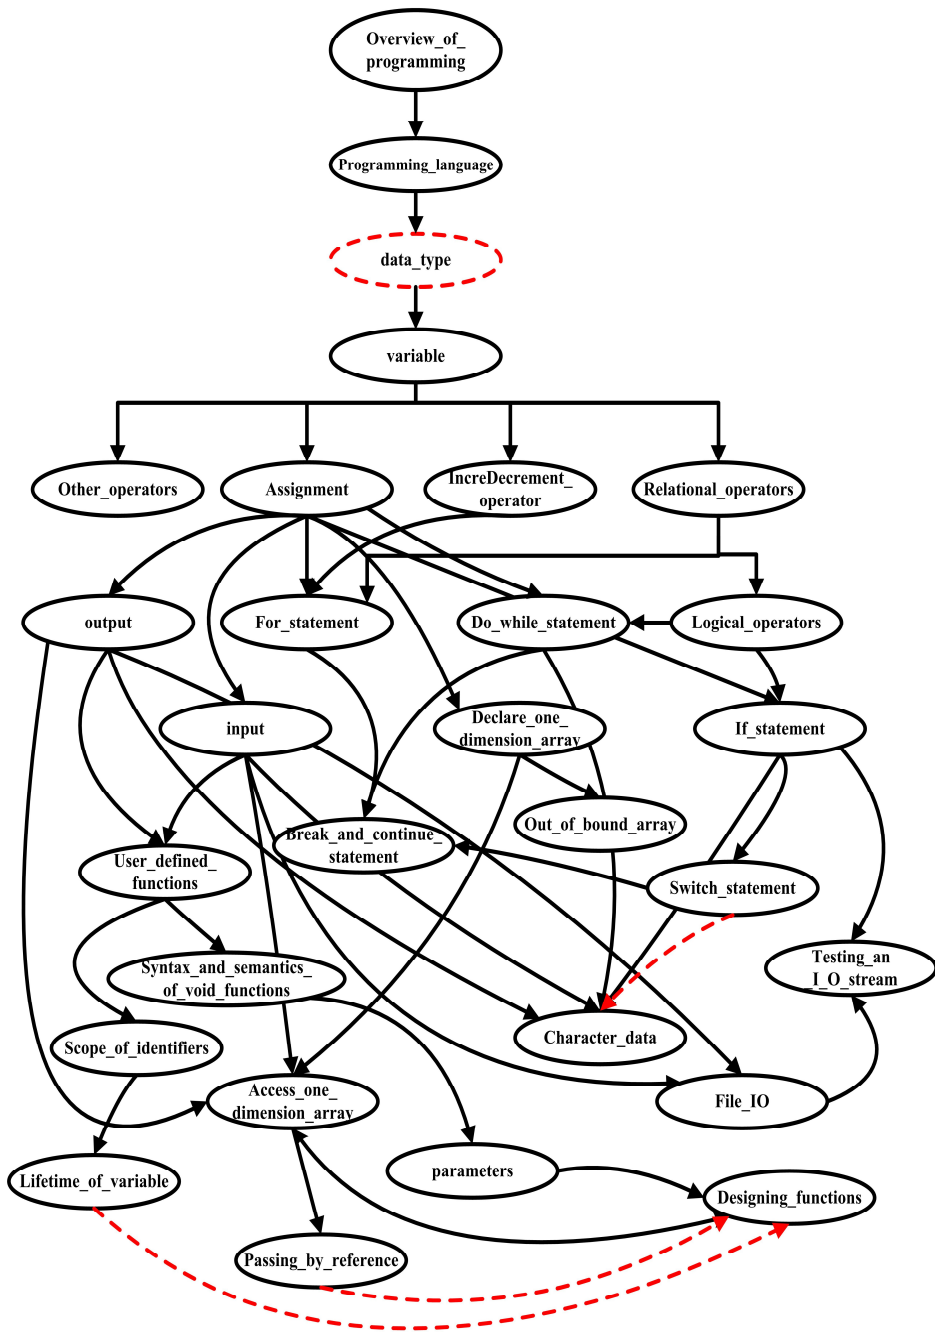 Overview_of_
programming
Programming_language
data_type
variable
Other_operators
Assignment
IncreDecrement_
operator
Relational_operators
output
For_statement
Do_while_statement
Logical_operators
input
Declare_one_
dimension_array
If_statement
Out_of_bound_array
Break_and_continue_
statement
User_defined_
functions
Switch_statement
Syntax_and_semantics_
of_void_functions
Testing_an
_I_O_stream
Character_data
Scope_of_identifiers
Access_one_
dimension_array
File_IO
parameters
Lifetime_of_variable
Designing_functions
Passing_by_reference